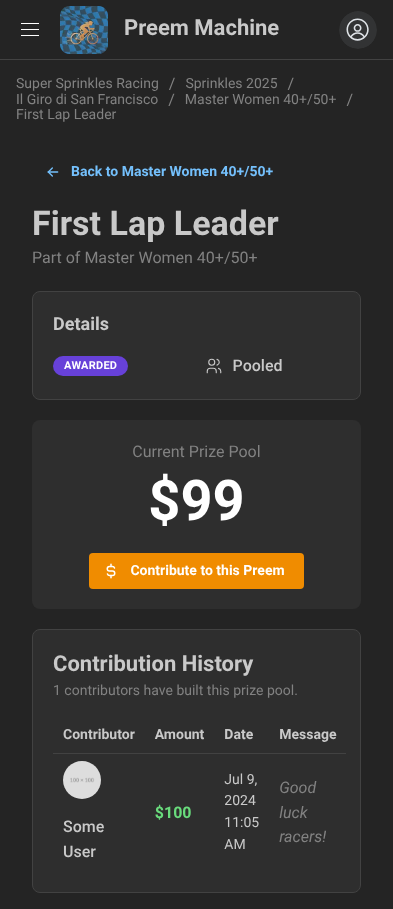 Preem Machine
Super Sprinkles Racing / Sprinkles 2025 /
Il Giro di San Francisco / Master Women 40+/50+ /
First Lap Leader
Back to Master Women 40+/50+
First Lap Leader
Part of Master Women 40+/50+
Details
AWARDED
Pooled
Current Prize Pool
$99
$ Contribute to this Preem
Contribution History
1 contributors have built this prize pool.
Contributor Amount Date Message
100 × 100
Some
User
$100
Jul 9,
2024
11:05
AM
Good
luck
racers!